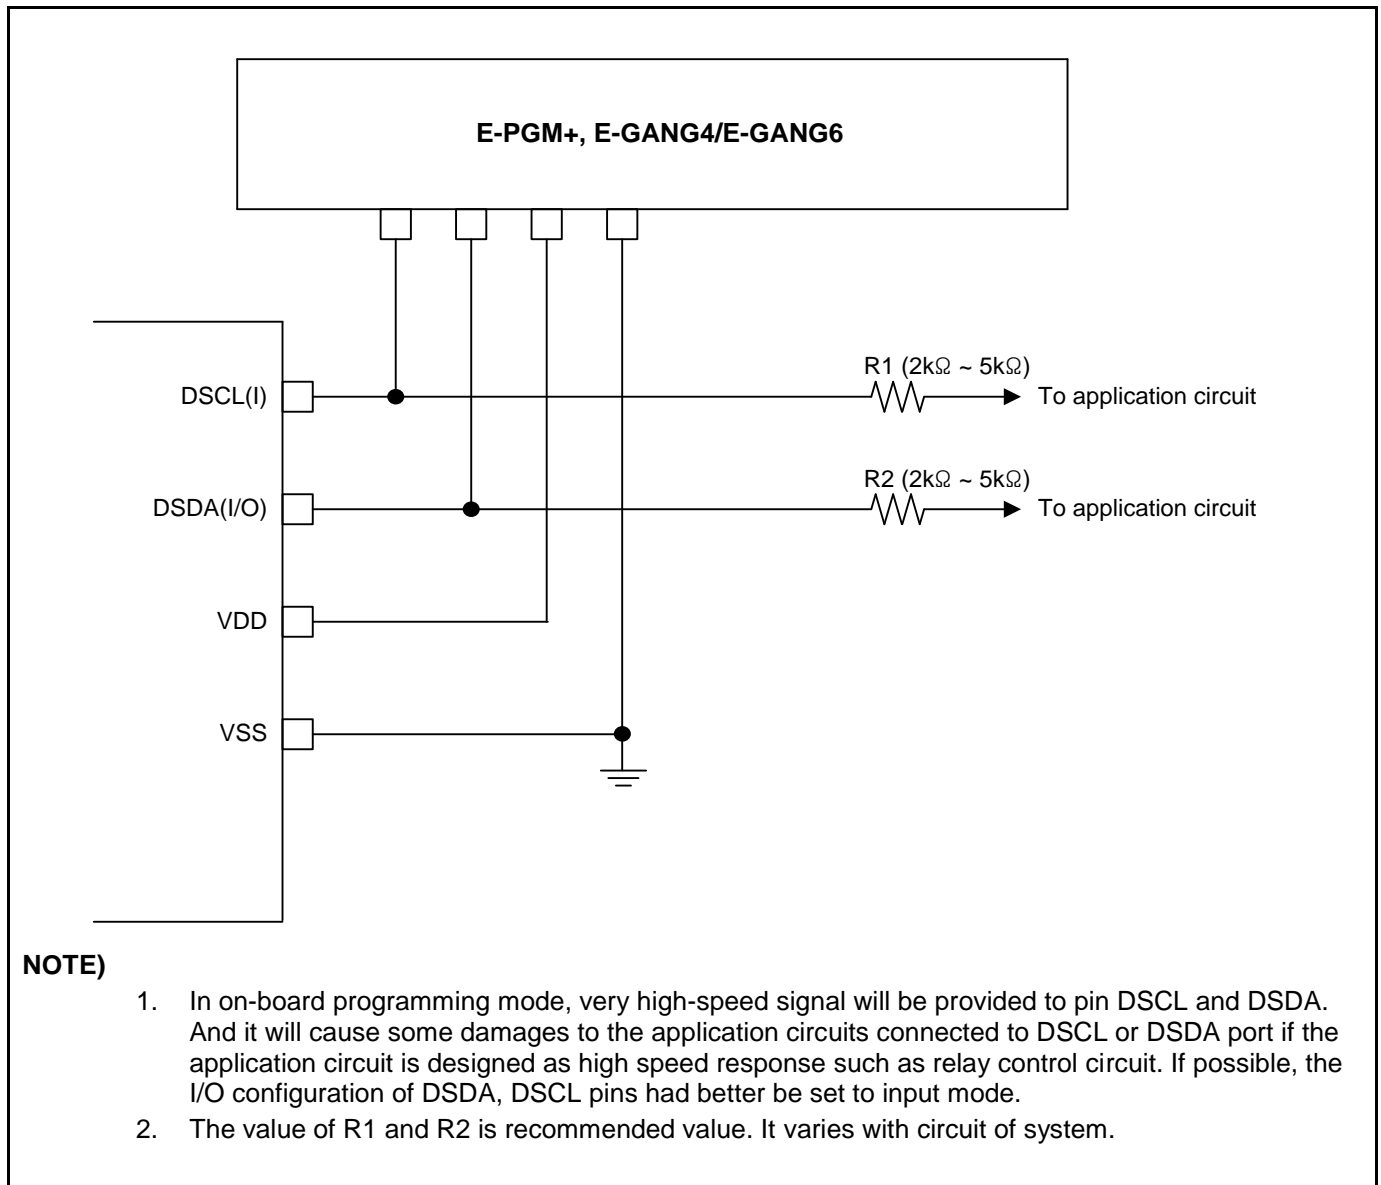 E-PGM+, E-GANG4/E-GANG6
R1 (2kΩ ~ 5kΩ)
DSCL(I)
To application circuit
R2 (2kΩ ~ 5kΩ)
DSDA(I/O)
To application circuit
VDD
VSS
NOTE)
1. In on-board programming mode, very high-speed signal will be provided to pin DSCL and DSDA.
And it will cause some damages to the application circuits connected to DSCL or DSDA port if the
application circuit is designed as high speed response such as relay control circuit. If possible, the
I/O configuration of DSDA, DSCL pins had better be set to input mode.
2. The value of R1 and R2 is recommended value. It varies with circuit of system.